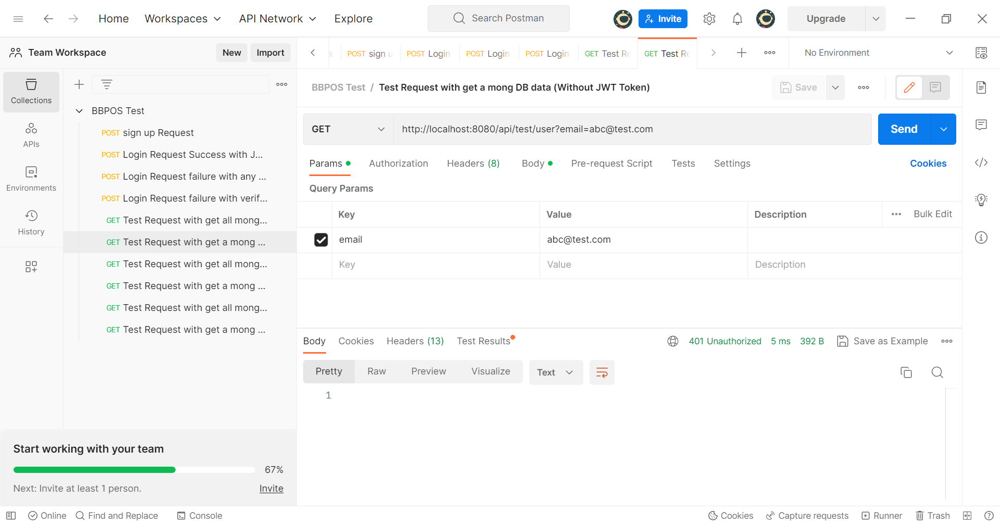 Home
Workspaces
API Network
Explore
Search Postman
Invite
Upgrade
Team Workspace
New
Import
POST sign u
POST Login
POST Login
POST Login
GET Test Re
GET Test Re
No Environment
Collections
APIs
Environments
History
BBPOS Test
POST sign up Request
POST Login Request Success with J...
POST Login Request failure with any ...
POST Login Request failure with verif...
GET Test Request with get all mong...
GET Test Request with get a mong ...
GET Test Request with get all mong...
GET Test Request with get a mong ...
GET Test Request with get all mong...
GET Test Request with get a mong ...
Start working with your team
67%
Next: Invite at least 1 person.
Invite
BBPOS Test / Test Request with get a mong DB data (Without JWT Token)
Save
GET
http://localhost:8080/api/test/user?email=abc@test.com
Send
Params
Authorization
Headers (8)
Body
Pre-request Script
Tests
Settings
Cookies
Query Params
Key
Value
Description
Bulk Edit
email
abc@test.com
Key
Value
Description
Body
Cookies
Headers (13)
Test Results
401 Unauthorized
5 ms
392 B
Save as Example
Pretty
Raw
Preview
Visualize
Text
1
Online
Find and Replace
Console
Cookies
Capture requests
Runner
Trash